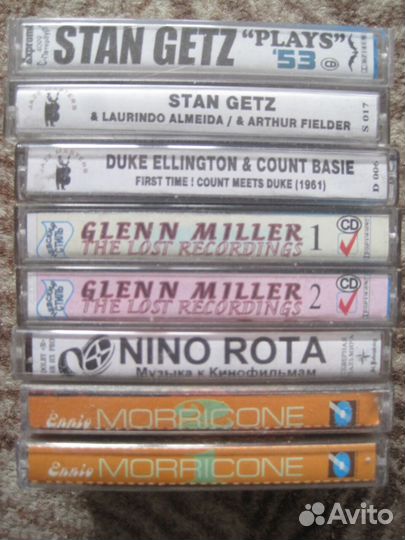 STAN GETZ "PLAYS" '53
CD
STAN GETZ
& LAURINDO ALMEIDA / & ARTHUR FIELDER
S 017
DUKE ELLINGTON & COUNT BASIE
FIRST TIME ! COUNT MEETS DUKE (1961)
D 006
GLENN MILLER
THE LOST RECORDINGS
1
CD
GLENN MILLER
THE LOST RECORDINGS
2
CD
NINO ROTA
Музыка к Кинофильмам
Ennio MORRICONE
Ennio MORRICONE
Avito